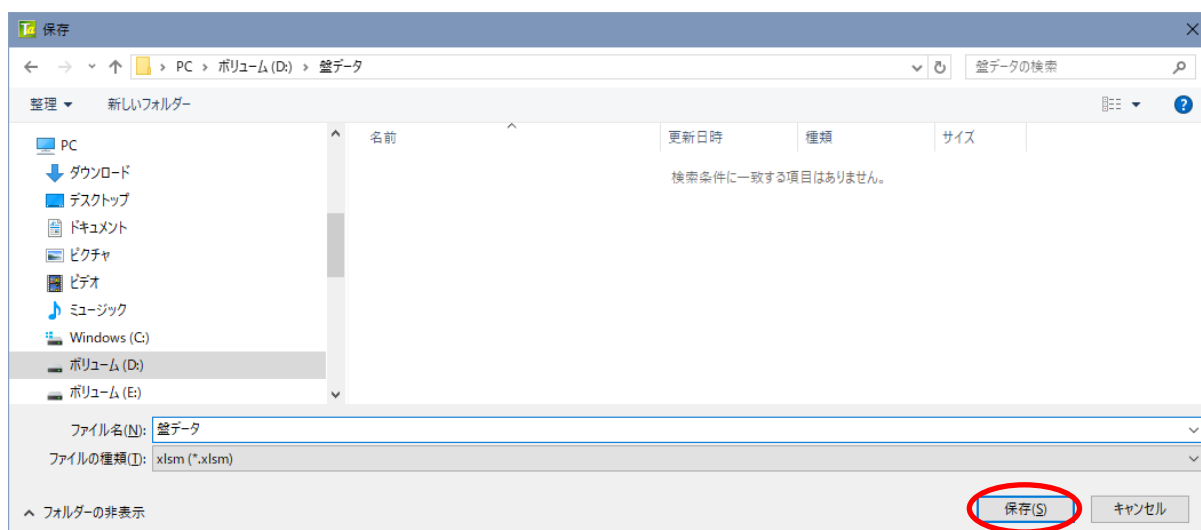 保存
PC › ボリューム (D:) › 盤データ
盤データの検索
整理 新しいフォルダー
名前 更新日時 種類 サイズ
検索条件に一致する項目はありません。
PC
ダウンロード
デスクトップ
ドキュメント
ピクチャ
ビデオ
ミュージック
Windows (C:)
ボリューム (D:)
ボリューム (E:)
ファイル名(N): 盤データ
ファイルの種類(T): xlsm (*.xlsm)
フォルダーの非表示
保存(S) キャンセル